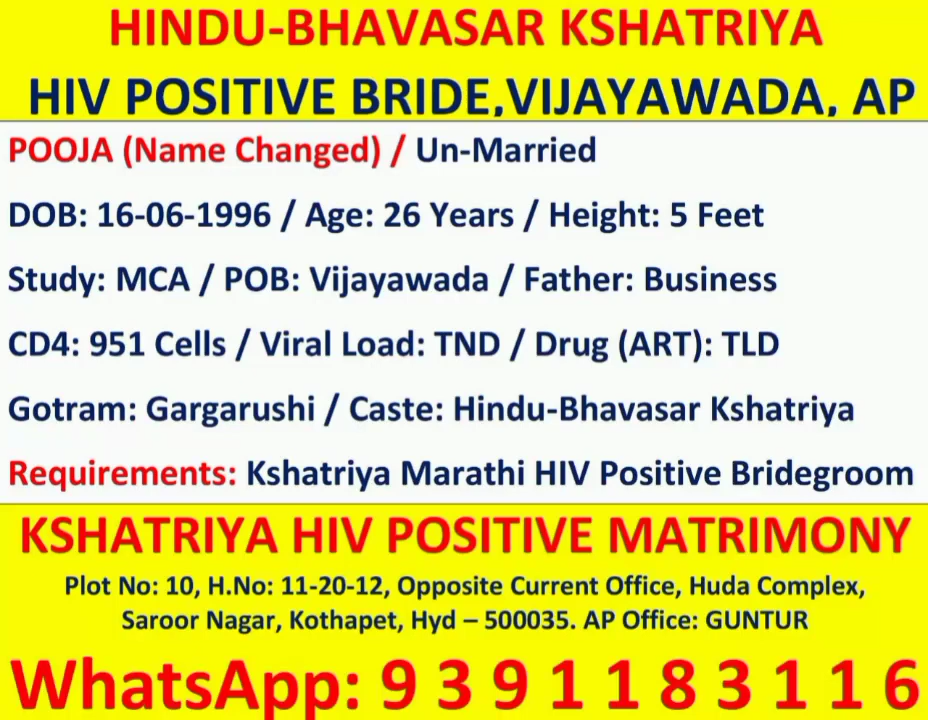 HINDU-BHAVASAR KSHATRIYA
HIV POSITIVE BRIDE,VIJAYAWADA, AP
POOJA (Name Changed) / Un-Married
DOB: 16-06-1996 / Age: 26 Years / Height: 5 Feet
Study: MCA / POB: Vijayawada / Father: Business
CD4: 951 Cells / Viral Load: TND / Drug (ART): TLD
Gotram: Gargarushi / Caste: Hindu-Bhavasar Kshatriya
Requirements: Kshatriya Marathi HIV Positive Bridegroom
KSHATRIYA HIV POSITIVE MATRIMONY
Plot No: 10, H.No: 11-20-12, Opposite Current Office, Huda Complex,
Saroor Nagar, Kothapet, Hyd – 500035. AP Office: GUNTUR
WhatsApp: 9 3 9 1 1 8 3 1 1 6